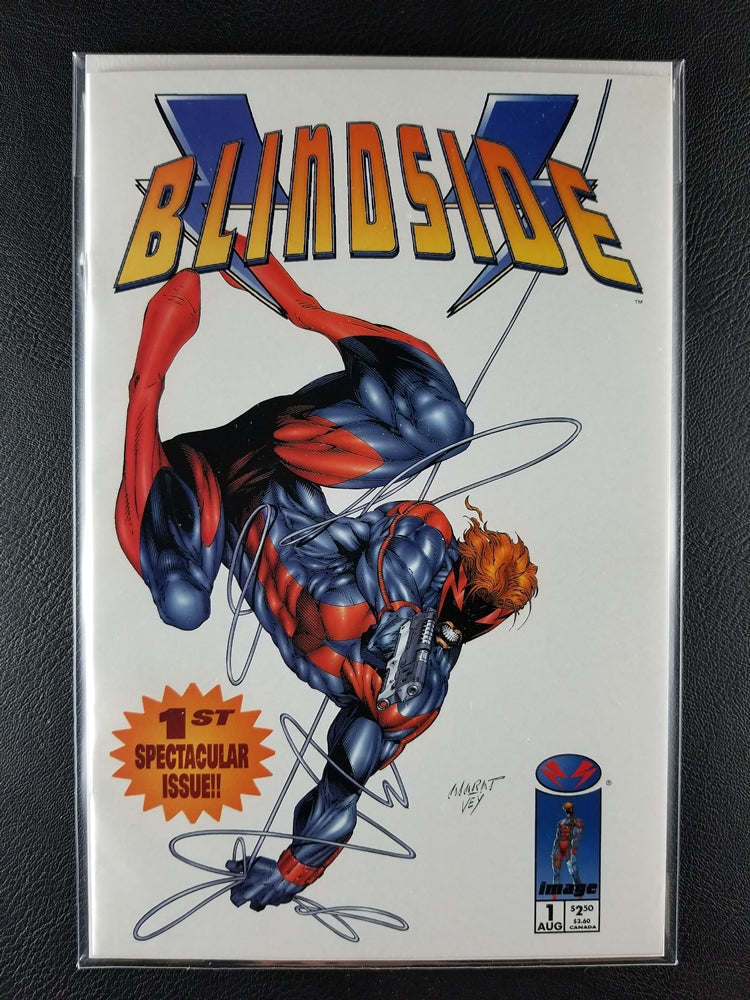 BLINDSIDE
™
1ST
SPECTACULAR
ISSUE!!
MARAT
VEY
®
image
1
AUG
$2.50
$3.60
CANADA